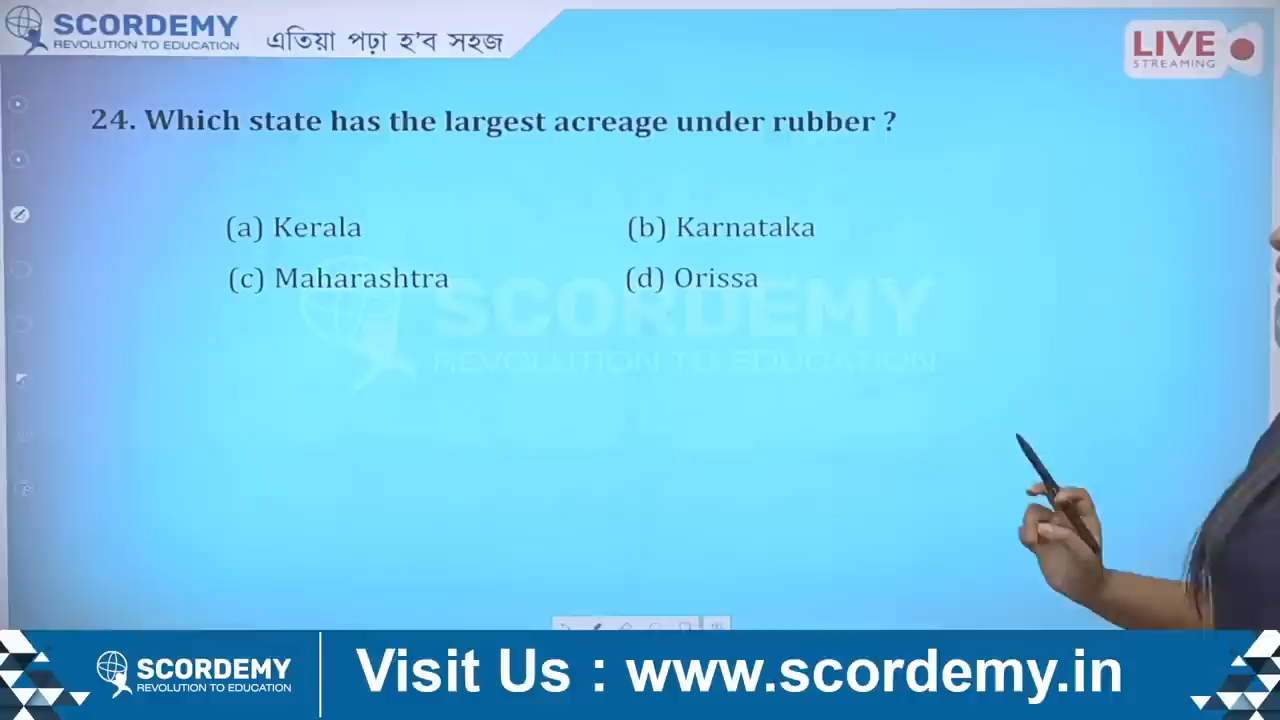 SCORDEMY
REVOLUTION TO EDUCATION
এতিয়া পঢ়া হ'ব সহজ
LIVE
STREAMING
24. Which state has the largest acreage under rubber ?
(a) Kerala
(b) Karnataka
(c) Maharashtra
(d) Orissa
SCORDEMY
REVOLUTION TO EDUCATION
SCORDEMY
REVOLUTION TO EDUCATION
Visit Us : www.scordemy.in